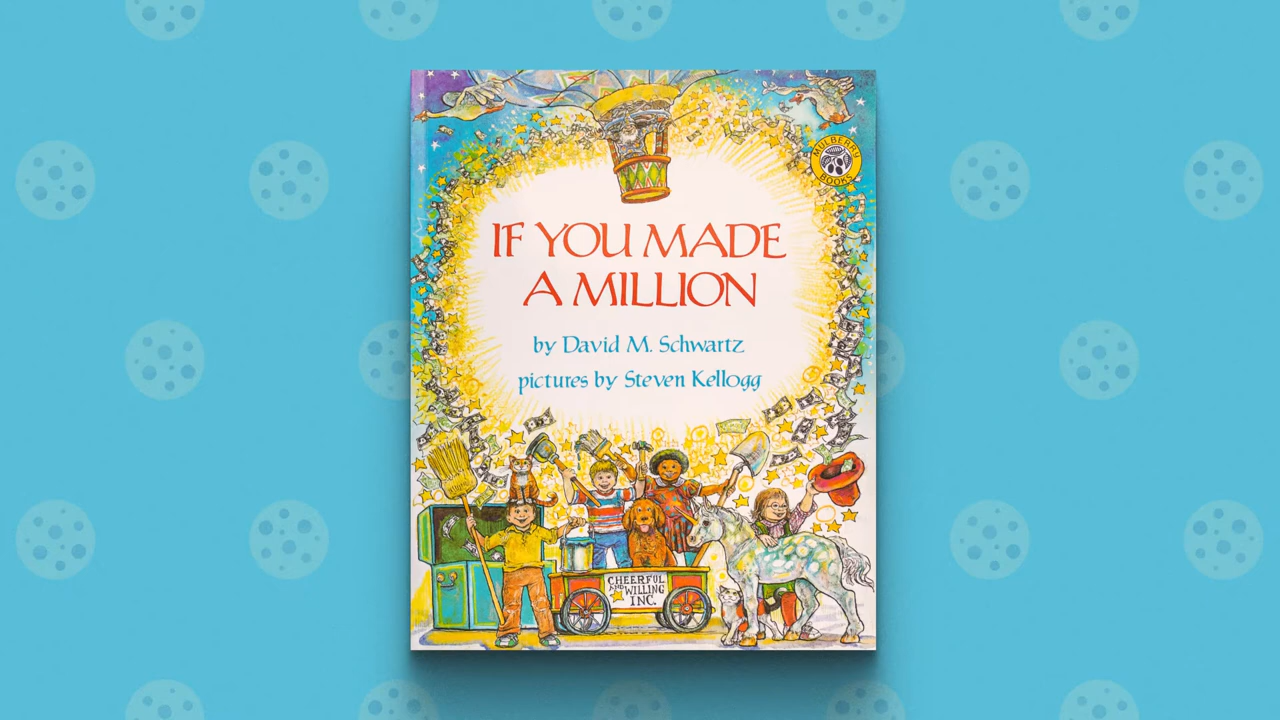 MULBERRY
BOOKS
IF YOU MADE
A MILLION
by David M. Schwartz
pictures by Steven Kellogg
CHEERFUL
AND WILLING
INC.